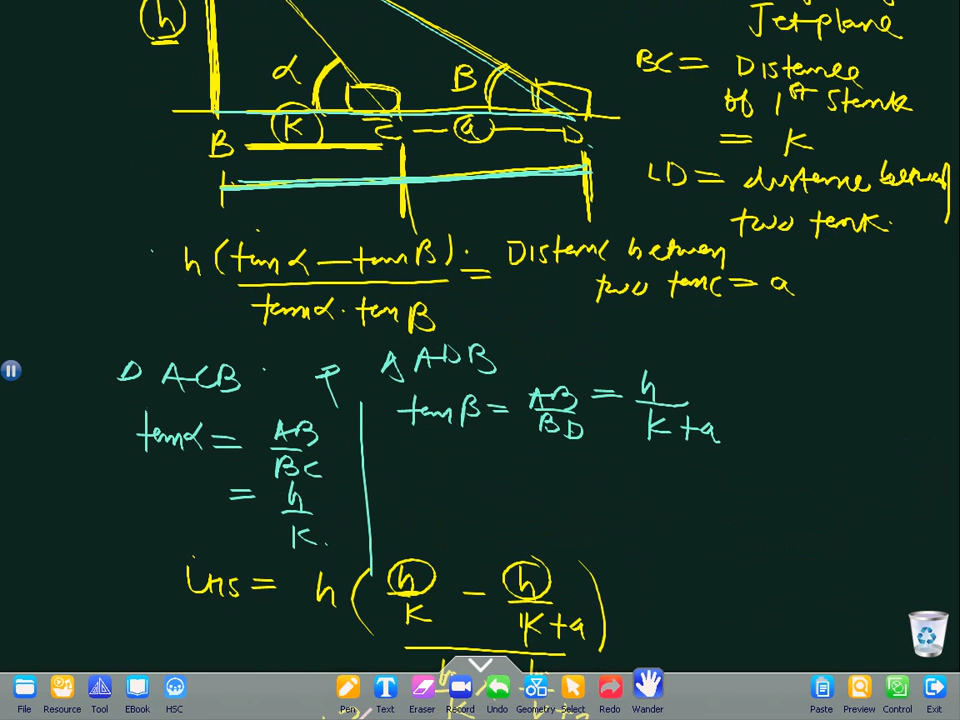 h
Jetplane
BC = Distance
of 1st tank
= K
CD = distance between
two tank.
α
β
K
C
a
D
B
h (tanα — tanβ) = Distance between
tanα · tanβ
two tanc = a
Δ ACB
Δ ADB
tanα = AB
BC
= h
K.
tanβ = AB = h
BD
K + a
LHS = h ( h — h )
K
K+a
File
Resource
Tool
EBook
HSC
Pen
Text
Eraser
Record
Undo
Geometry
Select
Redo
Wander
Paste
Preview
Control
Exit